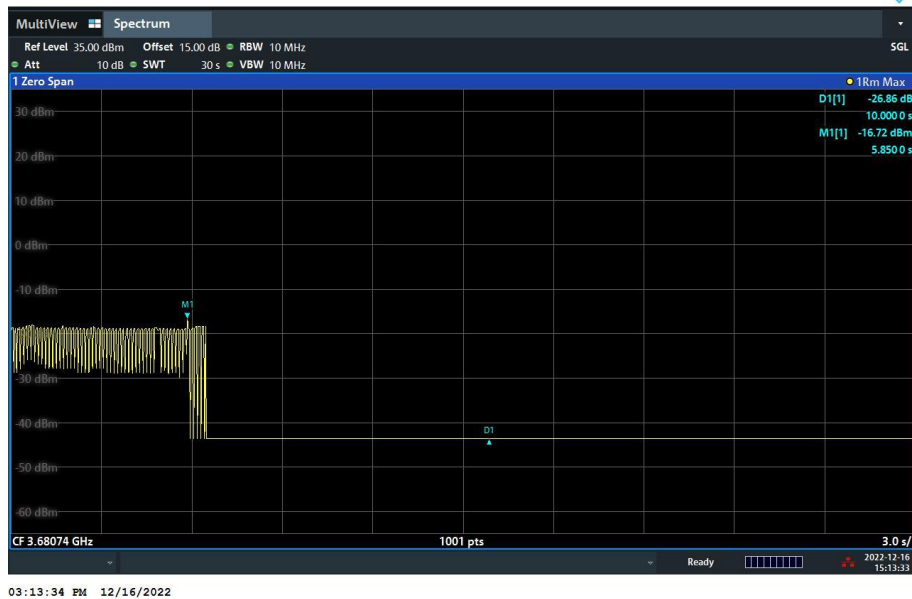 MultiView Spectrum
Ref Level 35.00 dBm Offset 15.00 dB RBW 10 MHz SGL
Att 10 dB SWT 30 s VBW 10 MHz
1 Zero Span 1Rm Max
D1[1] -26.86 dB
10.000 0 s
M1[1] -16.72 dBm
5.850 0 s
30 dBm
20 dBm
10 dBm
0 dBm
-10 dBm
M1
-30 dBm
-40 dBm
D1
-50 dBm
-60 dBm
CF 3.68074 GHz 1001 pts 3.0 s/
Ready 2022-12-16
15:13:33
03:13:34 PM 12/16/2022